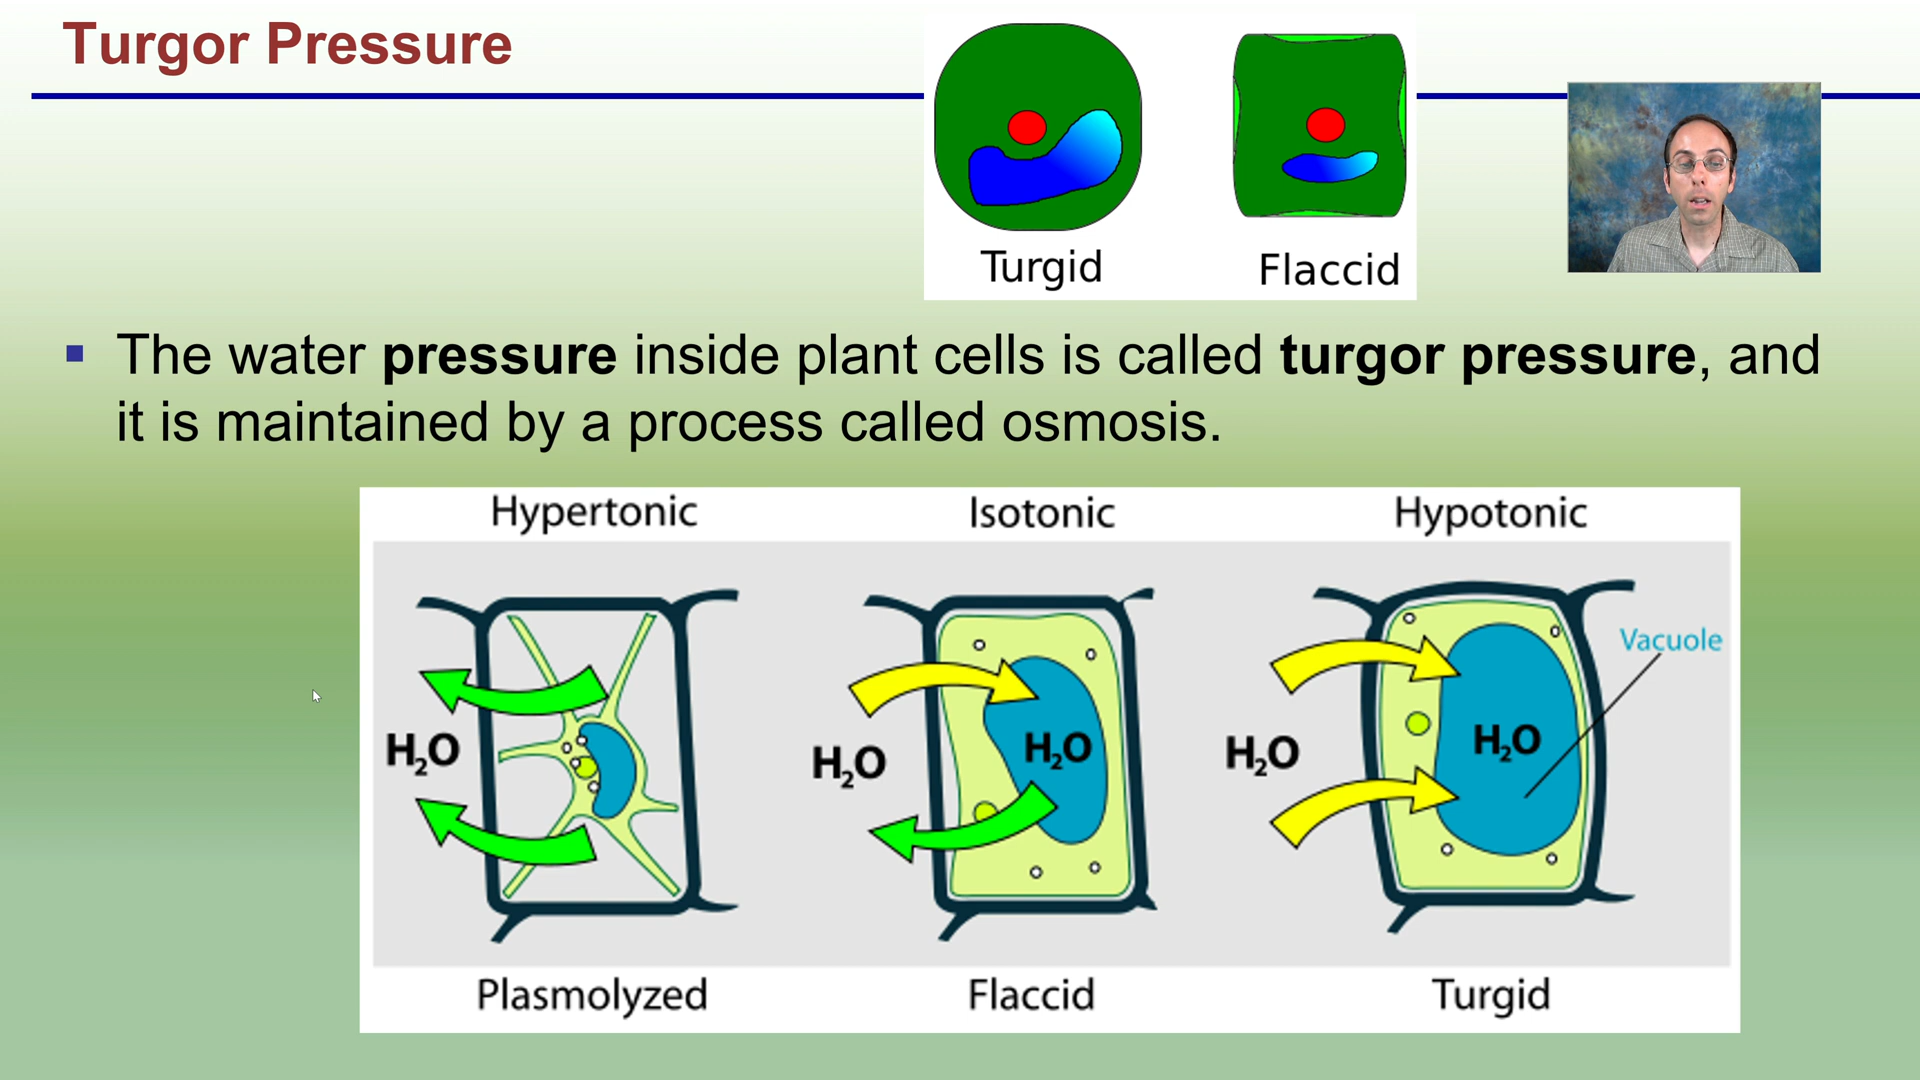 Turgor Pressure
Turgid
Flaccid
▪ The water pressure inside plant cells is called turgor pressure, and
it is maintained by a process called osmosis.
Hypertonic
Isotonic
Hypotonic
Vacuole
H₂O
H₂O
H₂O
H₂O
H₂O
Plasmolyzed
Flaccid
Turgid